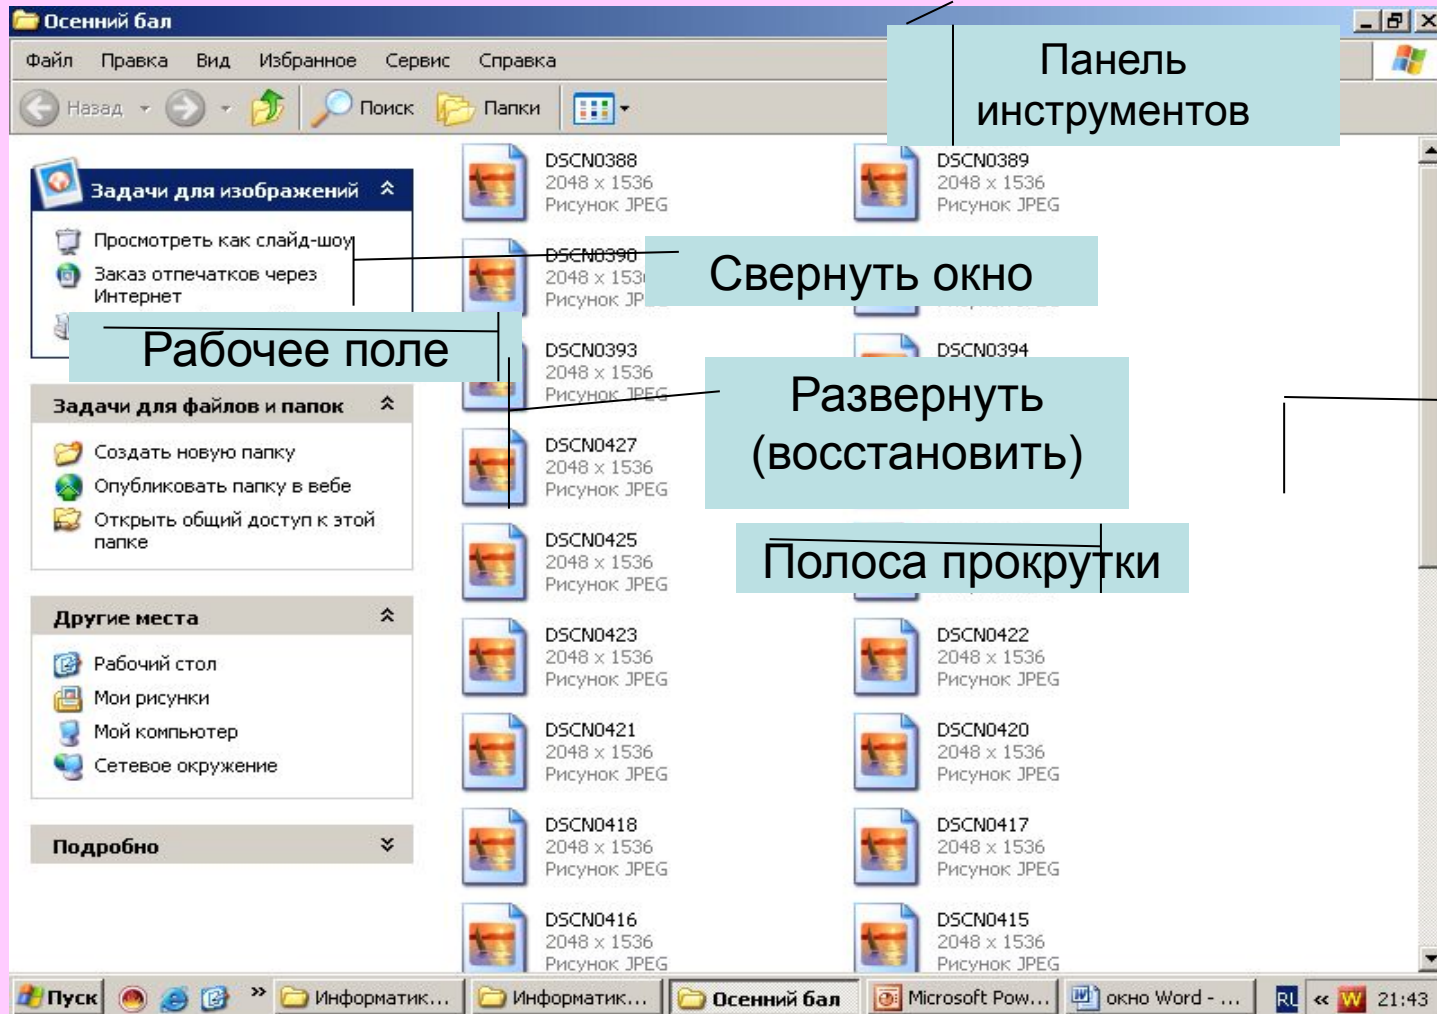 Осенний бал
Файл Правка Вид Избранное Сервис Справка
Панель
инструментов
Назад Поиск Папки
Задачи для изображений
Просмотреть как слайд-шоу
Заказ отпечатков через
Интернет
Рабочее поле
Задачи для файлов и папок
Создать новую папку
Опубликовать папку в вебе
Открыть общий доступ к этой
папке
Другие места
Рабочий стол
Мои рисунки
Мой компьютер
Сетевое окружение
Подробно
DSCN0388
2048 x 1536
Рисунок JPEG
DSCN0389
2048 x 1536
Рисунок JPEG
DSCN0390
2048 x
Рисунок
Свернуть окно
DSCN0393
2048 x 1536
Рисунок JPEG
DSCN0394
Развернуть
(восстановить)
DSCN0427
2048 x 1536
Рисунок JPEG
DSCN0425
2048 x 1536
Рисунок JPEG
Полоса прокрутки
DSCN0423
2048 x 1536
Рисунок JPEG
DSCN0422
2048 x 1536
Рисунок JPEG
DSCN0421
2048 x 1536
Рисунок JPEG
DSCN0420
2048 x 1536
Рисунок JPEG
DSCN0418
2048 x 1536
Рисунок JPEG
DSCN0417
2048 x 1536
Рисунок JPEG
DSCN0416
2048 x 1536
Рисунок JPEG
DSCN0415
2048 x 1536
Рисунок JPEG
Пуск » Информатик... Информатик... Осенний бал Microsoft Pow... окно Word - ... RU « W 21:43